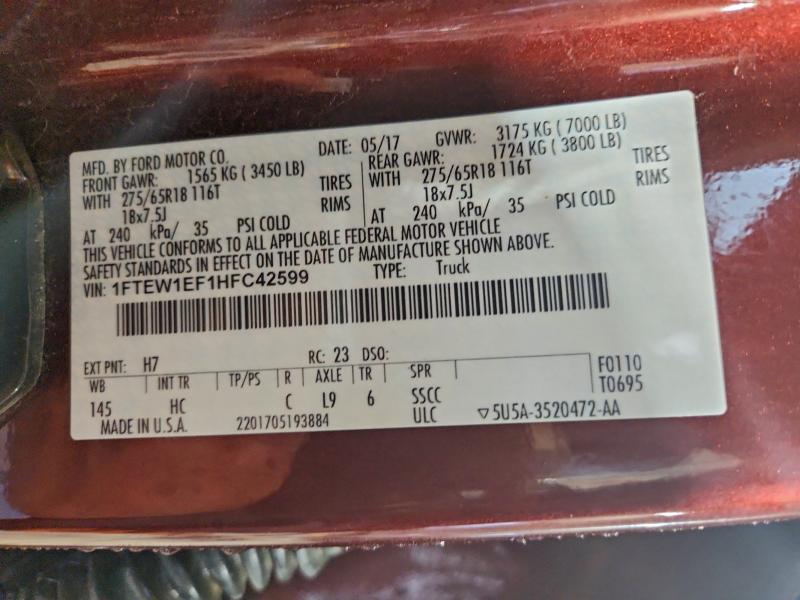 MFD. BY FORD MOTOR CO. DATE: 05/17 GVWR: 3175 KG ( 7000 LB)
FRONT GAWR: 1565 KG ( 3450 LB) REAR GAWR: 1724 KG ( 3800 LB)
WITH 275/65R18 116T TIRES WITH 275/65R18 116T TIRES
18x7.5J RIMS 18x7.5J RIMS
AT 240 kPa/ 35 PSI COLD AT 240 kPa/ 35 PSI COLD
THIS VEHICLE CONFORMS TO ALL APPLICABLE FEDERAL MOTOR VEHICLE
SAFETY STANDARDS IN EFFECT ON THE DATE OF MANUFACTURE SHOWN ABOVE.
VIN: 1FTEW1EF1HFC42599 TYPE: Truck
EXT PNT: H7 RC: 23 DSO: F0110
WB INT TR TP/PS R AXLE TR SPR T0695
145 HC C L9 6 SSCC
MADE IN U.S.A. 2201705193884 ULC ▽5U5A-3520472-AA